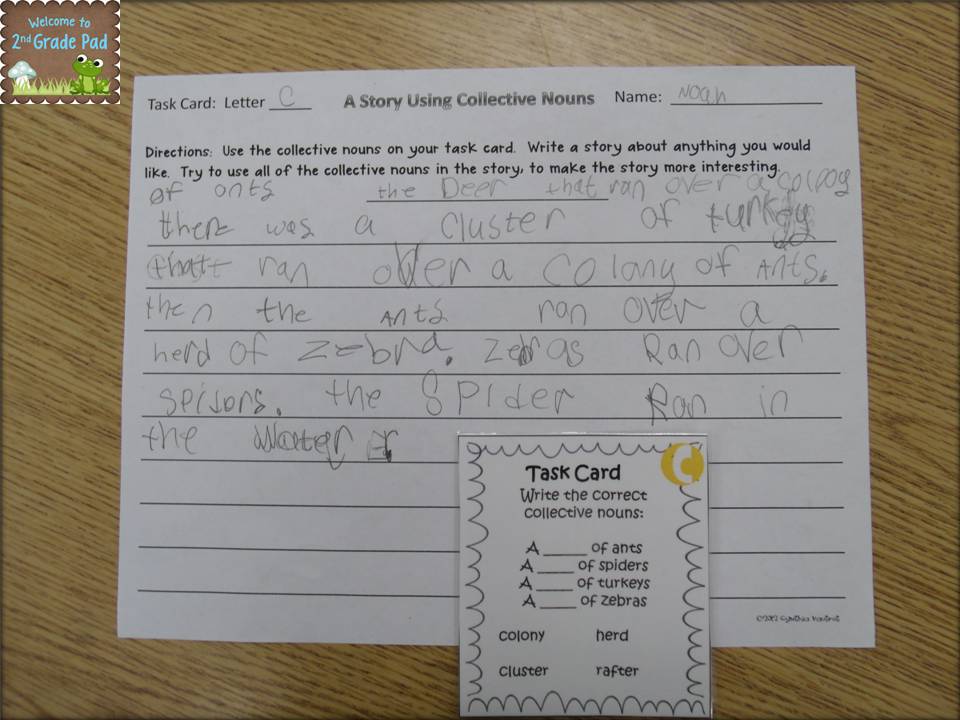 Welcome to
2nd Grade Pad
Task Card: Letter C A Story Using Collective Nouns Name: Noah
Directions: Use the collective nouns on your task card. Write a story about anything you would
like. Try to use all of the collective nouns in the story, to make the story more interesting.
of onts the Deer that ran over a colony
there was a cluster of turkey
that ran over a colony of Ants.
then the Ants ran over a
herd of zebra. zebras Ran over
the Spider Ran in
the water
C
Task Card
Write the correct
collective nouns:
A ____ of ants
A ____ of spiders
A ____ of turkeys
A ____ of zebras
colony herd
cluster rafter
©2012 Cynthia